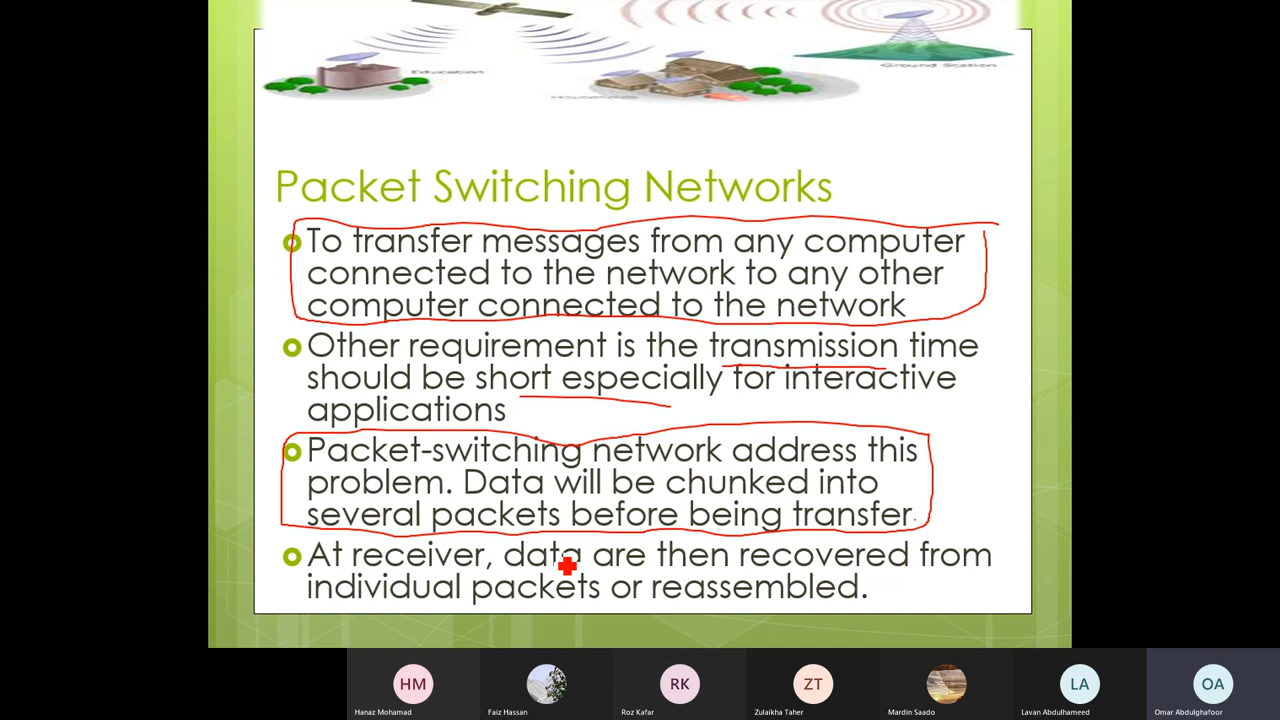 Education
Households
Ground Station
Packet Switching Networks
To transfer messages from any computer
connected to the network to any other
computer connected to the network
Other requirement is the transmission time
should be short especially for interactive
applications
Packet-switching network address this
problem. Data will be chunked into
several packets before being transfer
At receiver, data are then recovered from
individual packets or reassembled.
HM
RK
ZT
LA
OA
Hanaz Mohamad
Faiz Hassan
Roz Kafar
Zulaikha Taher
Mardin Saado
Lavan Abdulhameed
Omar Abdulghafoor